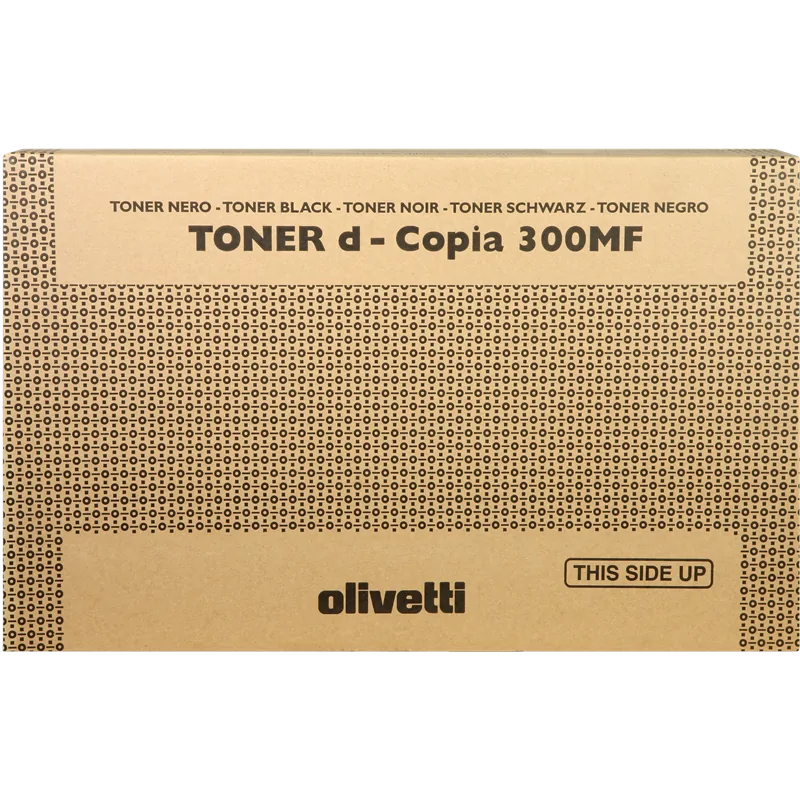 TONER NERO - TONER BLACK - TONER NOIR - TONER SCHWARZ - TONER NEGRO
TONER d - Copia 300MF
THIS SIDE UP
olivetti